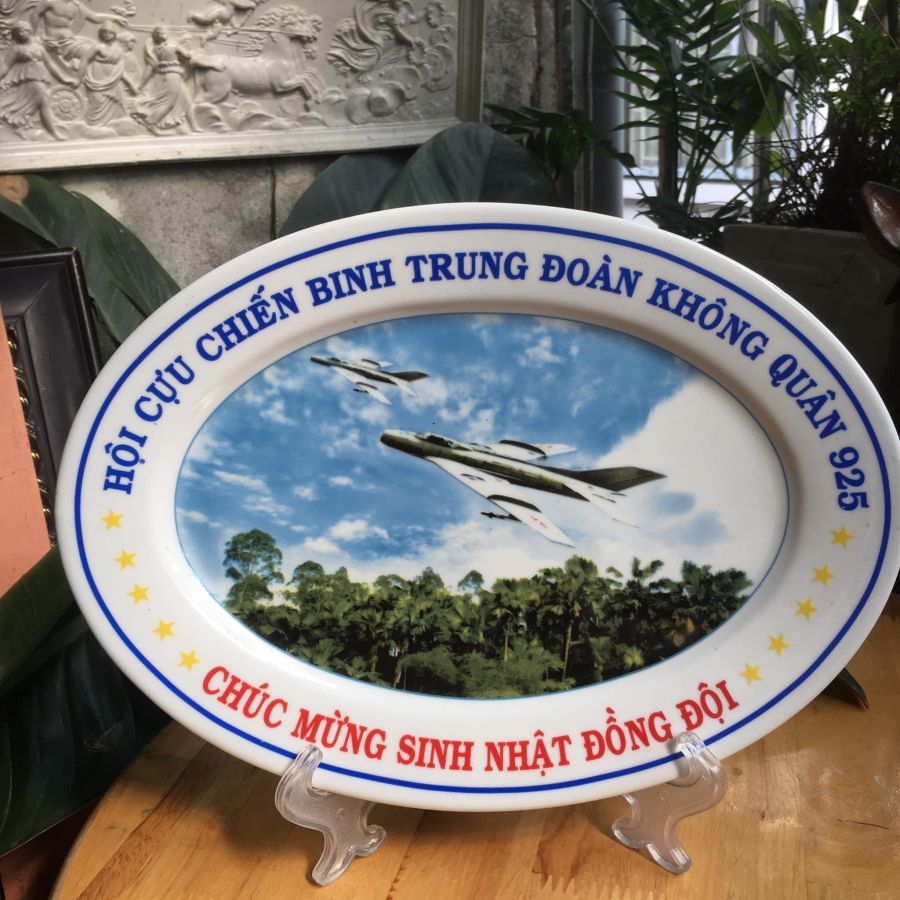 HỘI CỰU CHIẾN BINH TRUNG ĐOÀN KHÔNG QUÂN 925
CHÚC MỪNG SINH NHẬT ĐỒNG ĐỘI